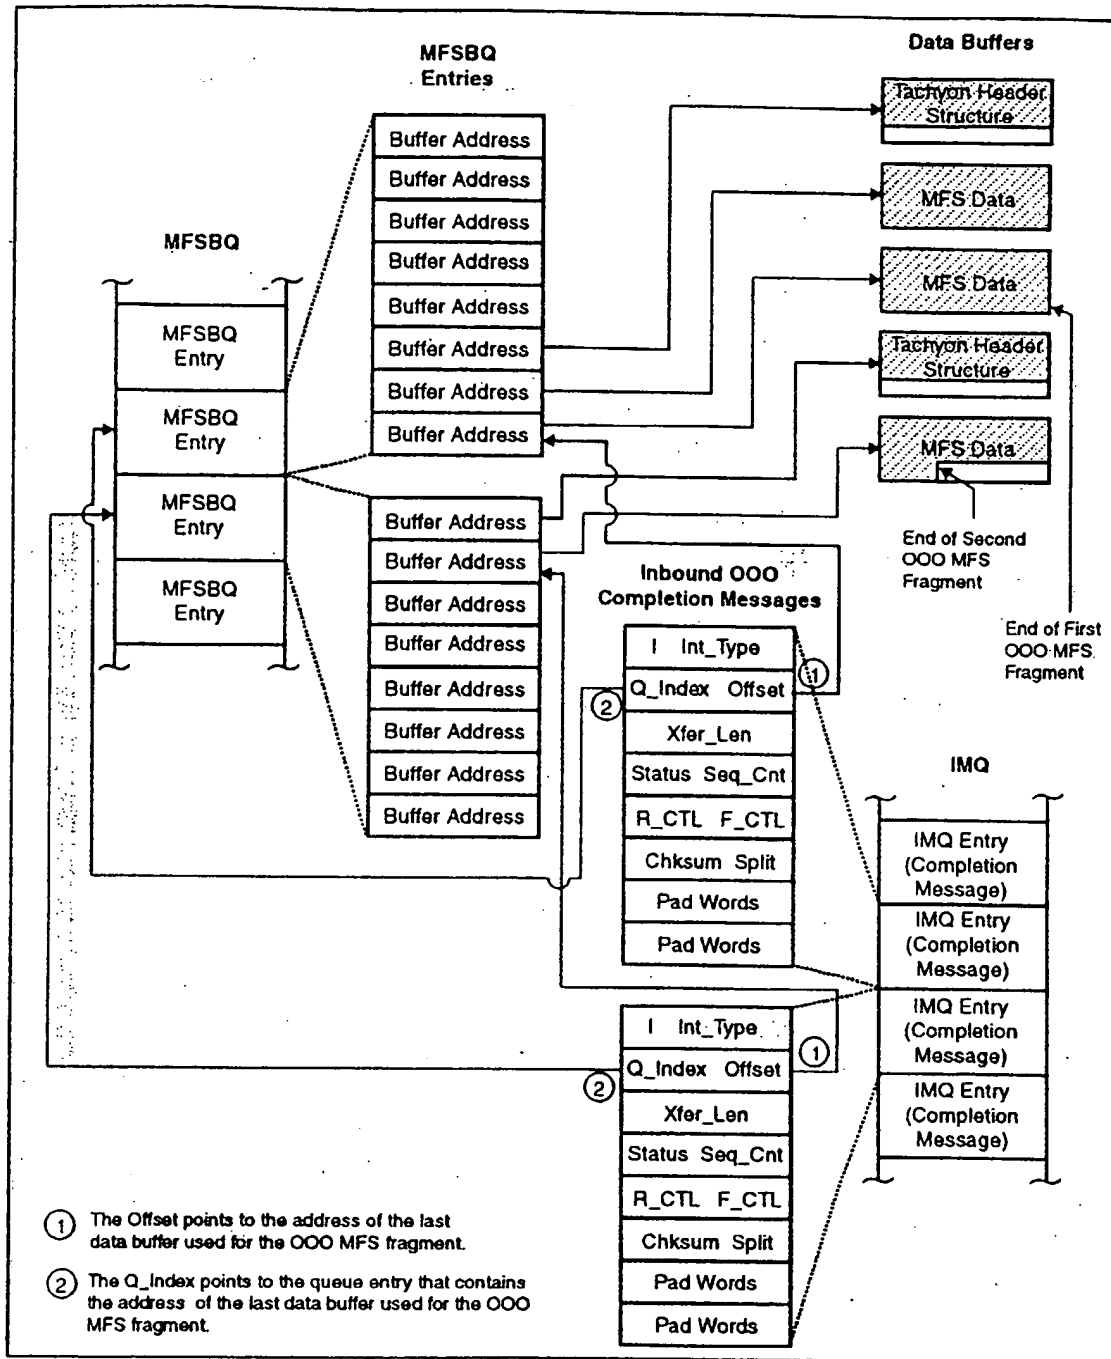 MFSBQ
Entries
Buffer Address
Buffer Address
Buffer Address
Buffer Address
Buffer Address
Buffer Address
Buffer Address
Buffer Address
Data Buffers
Tachyon Header
Structure
MFS Data
MFS Data
Tachyon Header
Structure
MFS Data
End of Second
OOO MFS
Fragment
End of First
OOO MFS
Fragment
MFSBQ
MFSBQ
Entry
MFSBQ
Entry
MFSBQ
Entry
MFSBQ
Entry
Buffer Address
Buffer Address
Buffer Address
Buffer Address
Buffer Address
Buffer Address
Buffer Address
Buffer Address
Inbound OOO
Completion Messages
I Int_Type
Q_Index Offset
1
2
Xfer_Len
Status Seq_Cnt
R_CTL F_CTL
Chksum Split
Pad Words
Pad Words
IMQ
IMQ Entry
(Completion
Message)
IMQ Entry
(Completion
Message)
IMQ Entry
(Completion
Message)
IMQ Entry
(Completion
Message)
I Int_Type
Q_Index Offset
1
2
Xfer_Len
Status Seq_Cnt
R_CTL F_CTL
Chksum Split
Pad Words
Pad Words
1 The Offset points to the address of the last
data buffer used for the OOO MFS fragment.
2 The Q_Index points to the queue entry that contains
the address of the last data buffer used for the OOO
MFS fragment.